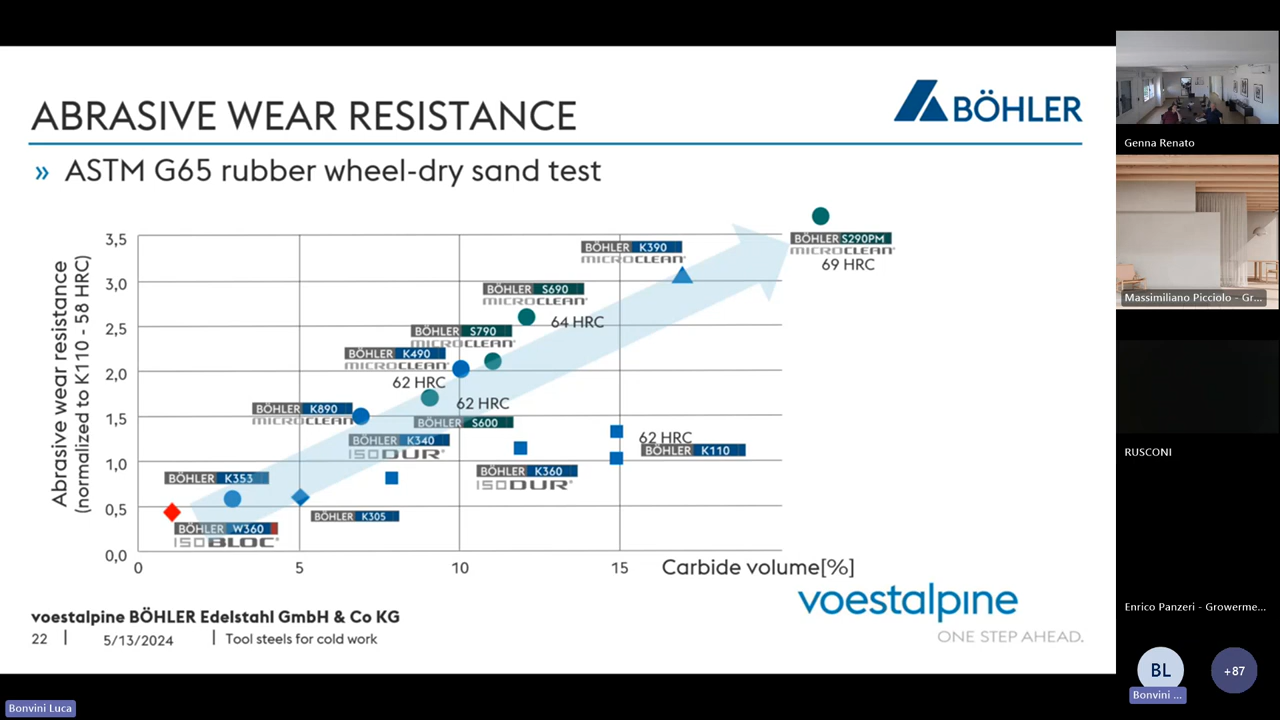 ABRASIVE WEAR RESISTANCE
BÖHLER
» ASTM G65 rubber wheel-dry sand test
Abrasive wear resistance
(normalized to K110 - 58 HRC)
3,5
3,0
2,5
2,0
1,5
1,0
0,5
0,0
0
5
10
15
Carbide volume[%]
BÖHLER S290PM
MICROCLEAN
69 HRC
BÖHLER K390
MICROCLEAN
BÖHLER S690
MICROCLEAN
64 HRC
BÖHLER S790
MICROCLEAN
BÖHLER K490
MICROCLEAN
62 HRC
62 HRC
BÖHLER K890
MICROCLEAN
BÖHLER S600
BÖHLER K340
ISODUR
62 HRC
BÖHLER K110
BÖHLER K360
ISODUR
BÖHLER K353
BÖHLER K305
BÖHLER W360
ISOBLOC
voestalpine
ONE STEP AHEAD.
voestalpine BÖHLER Edelstahl GmbH & Co KG
22 | 5/13/2024 | Tool steels for cold work
Genna Renato
Massimiliano Picciolo - Gr...
RUSCONI
Enrico Panzeri - Growerme...
BL
Bonvini ...
+87
Bonvini Luca